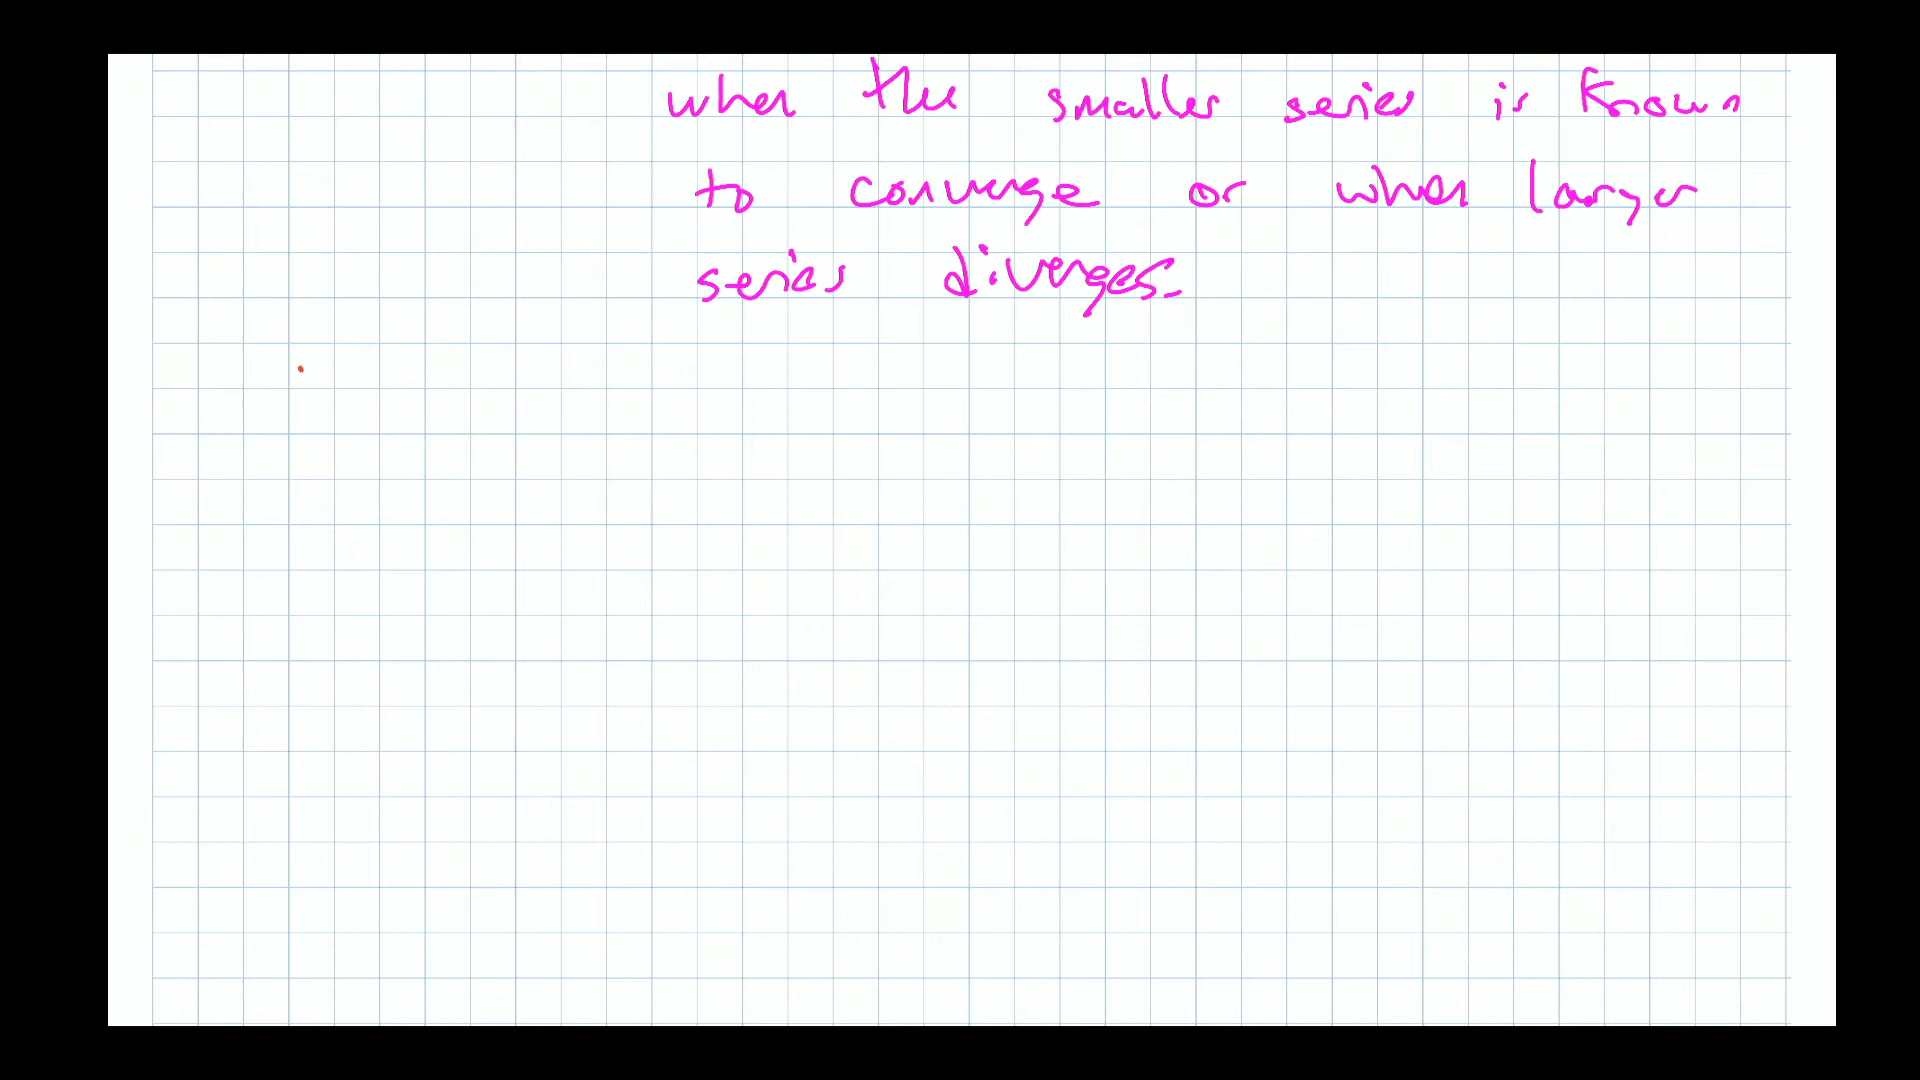 when the smaller series is known
to converge or when larger
series diverges.